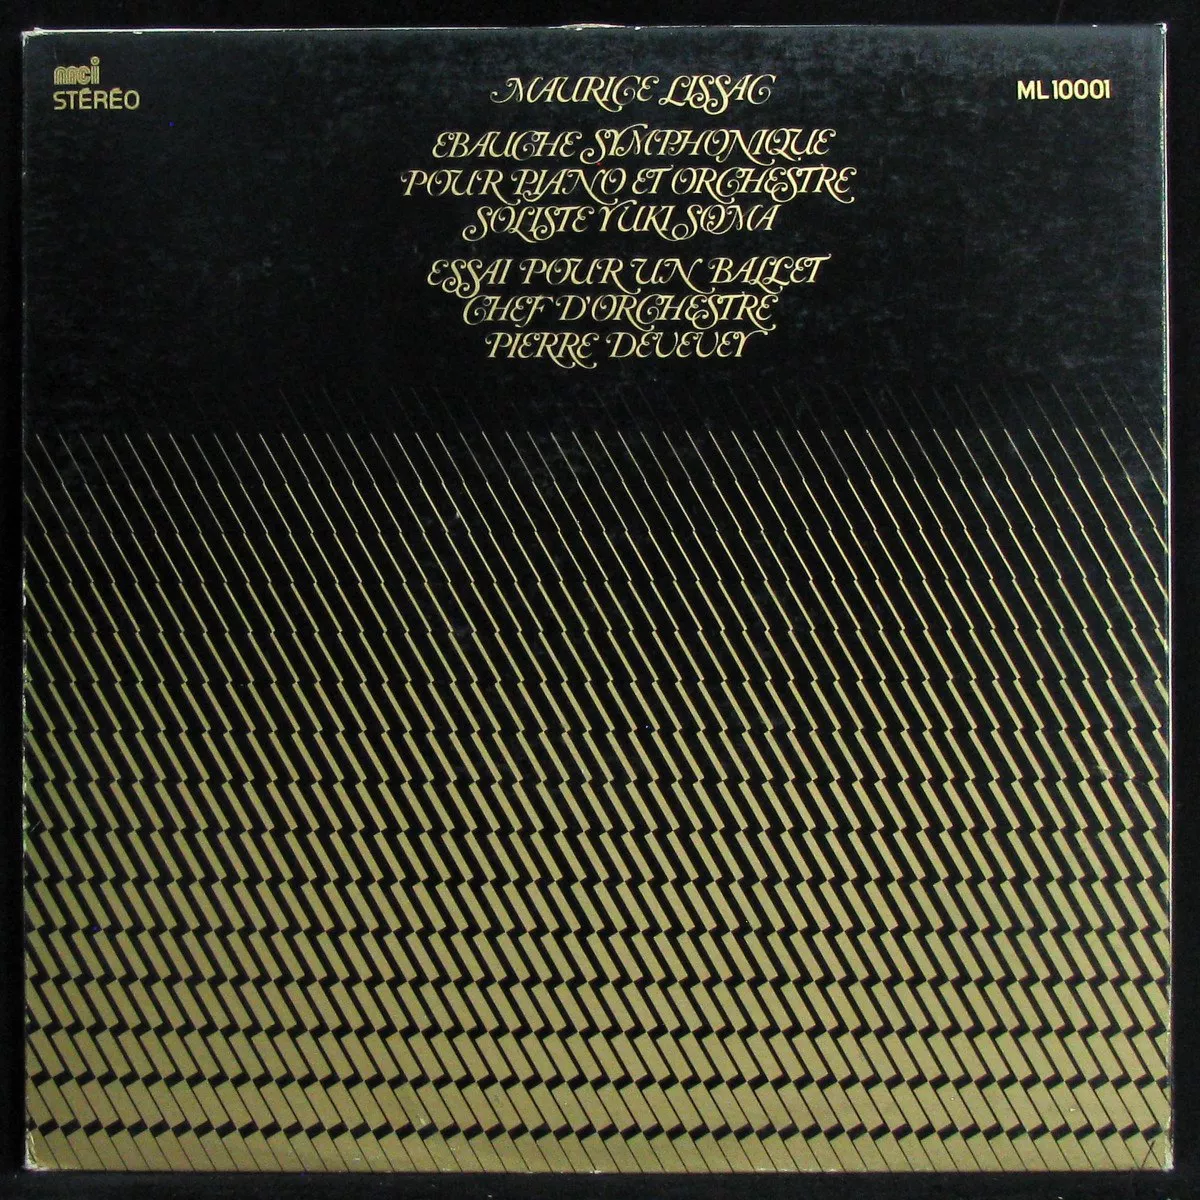 mci
STÉRÉO
ML 10001
MAURICE LISSAC
EBAUCHE SYMPHONIQUE
POUR PIANO ET ORCHESTRE
SOLISTE YUKI SOMA
ESSAI POUR UN BALLET
CHEF D'ORCHESTRE
PIERRE DEVEVEY